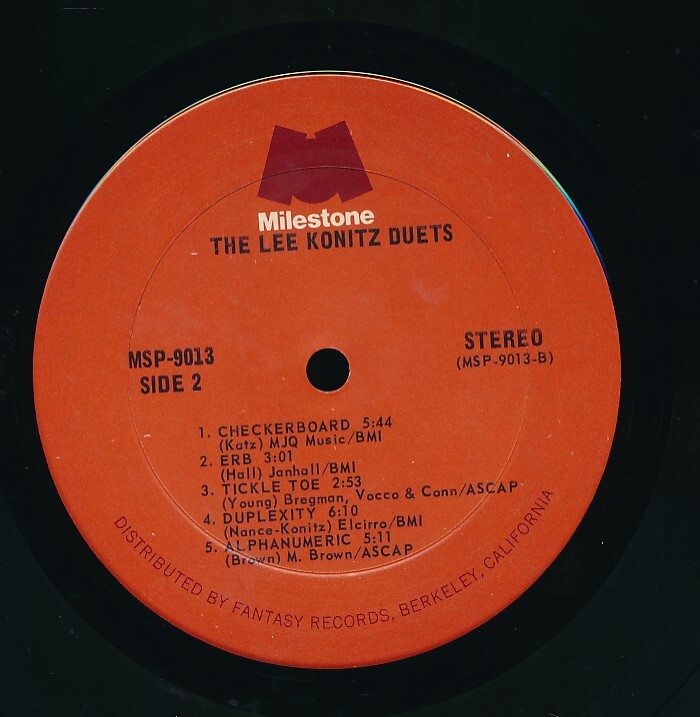 Milestone
THE LEE KONITZ DUETS
MSP-9013
SIDE 2
STEREO
(MSP-9013-B)
1. CHECKERBOARD 5:44
(Katz) MJQ Music/BMI
2. ERB 3:01
(Hall) Janhall/BMI
3. TICKLE TOE 2:53
(Young) Bregman, Vocco & Conn/ASCAP
4. DUPLEXITY 6:10
(Nance-Konitz) Elcirro/BMI
5. ALPHANUMERIC 5:11
(Brown) M. Brown/ASCAP
DISTRIBUTED BY FANTASY RECORDS, BERKELEY, CALIFORNIA